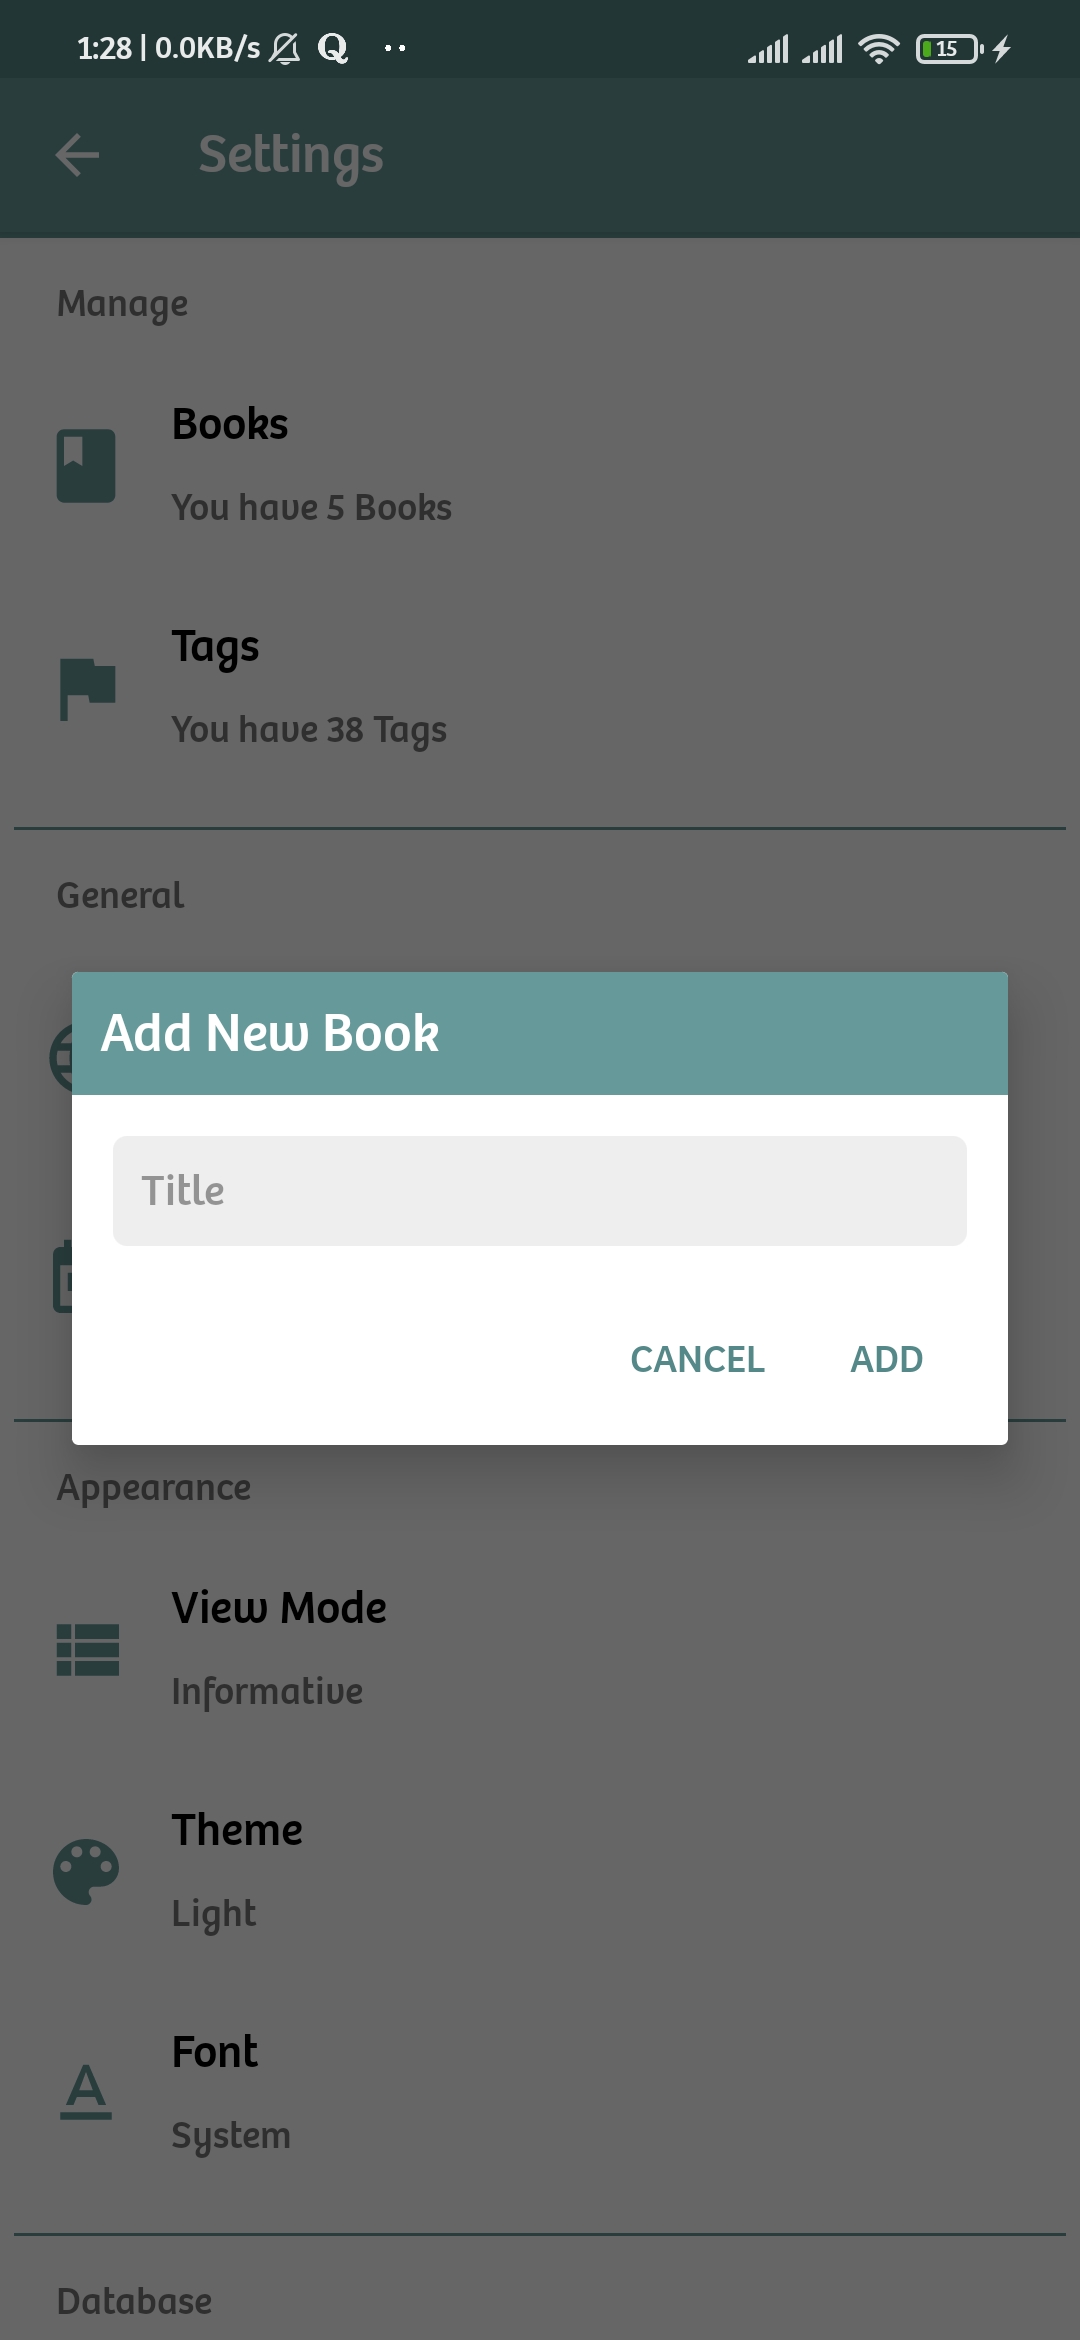 1:28 | 0.0KB/s Q 15
Settings
Manage
Books
You have 5 Books
Tags
You have 38 Tags
General
Add New Book
Title
CANCEL ADD
Appearance
View Mode
Informative
Theme
Light
Font
System
Database